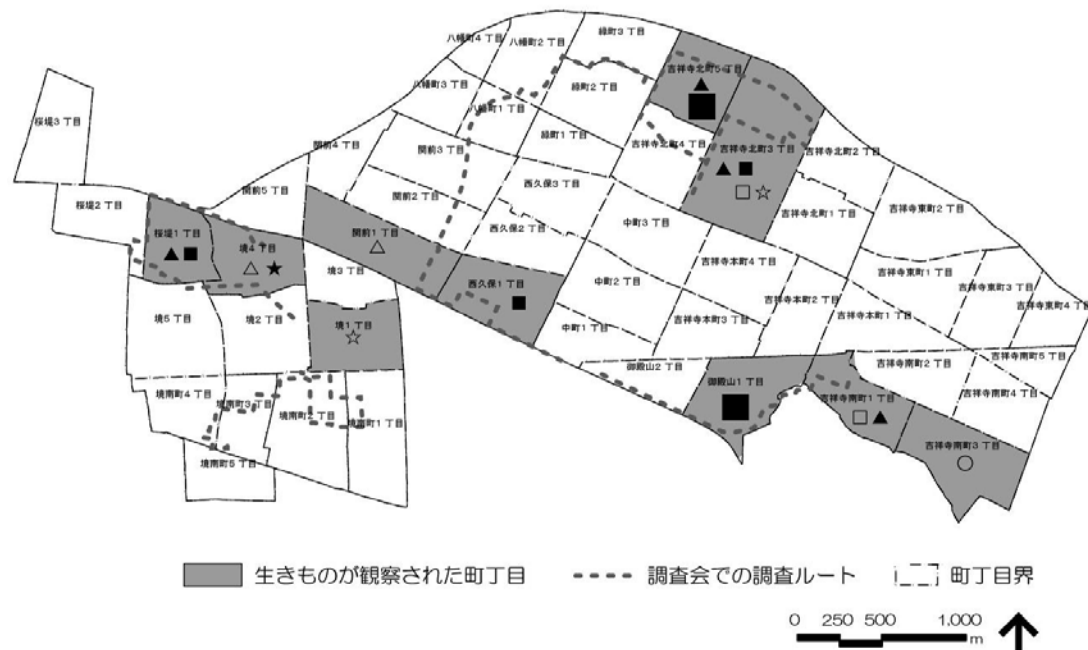 八幡町4 丁目
八幡町2 丁目
緑町3 丁目
吉祥寺北町5 丁目
桜堤3 丁目
八幡町3 丁目
緑町2 丁目
八幡町1 丁目
関前4 丁目
関前3 丁目
緑町1 丁目
吉祥寺北町4 丁目
吉祥寺北町3 丁目
吉祥寺北町2 丁目
関前5 丁目
西久保3 丁目
桜堤2 丁目
関前2 丁目
中町3 丁目
吉祥寺北町1 丁目
吉祥寺東町2 丁目
桜堤1 丁目
境4 丁目
関前1 丁目
西久保2 丁目
吉祥寺本町4 丁目
吉祥寺東町1 丁目
境3 丁目
西久保1 丁目
中町2 丁目
吉祥寺本町2 丁目
吉祥寺東町3 丁目
吉祥寺東町4 丁目
境5 丁目
境2 丁目
境1 丁目
中町1 丁目
吉祥寺本町3 丁目
吉祥寺本町1 丁目
御殿山2 丁目
吉祥寺南町2 丁目
吉祥寺南町5 丁目
境南町4 丁目
境南町3 丁目
境南町2 丁目
境南町1 丁目
御殿山1 丁目
吉祥寺南町1 丁目
吉祥寺南町4 丁目
境南町5 丁目
吉祥寺南町3 丁目
生きものが観察された町丁目
調査会での調査ルート
町丁目界
0 250 500 1,000
m